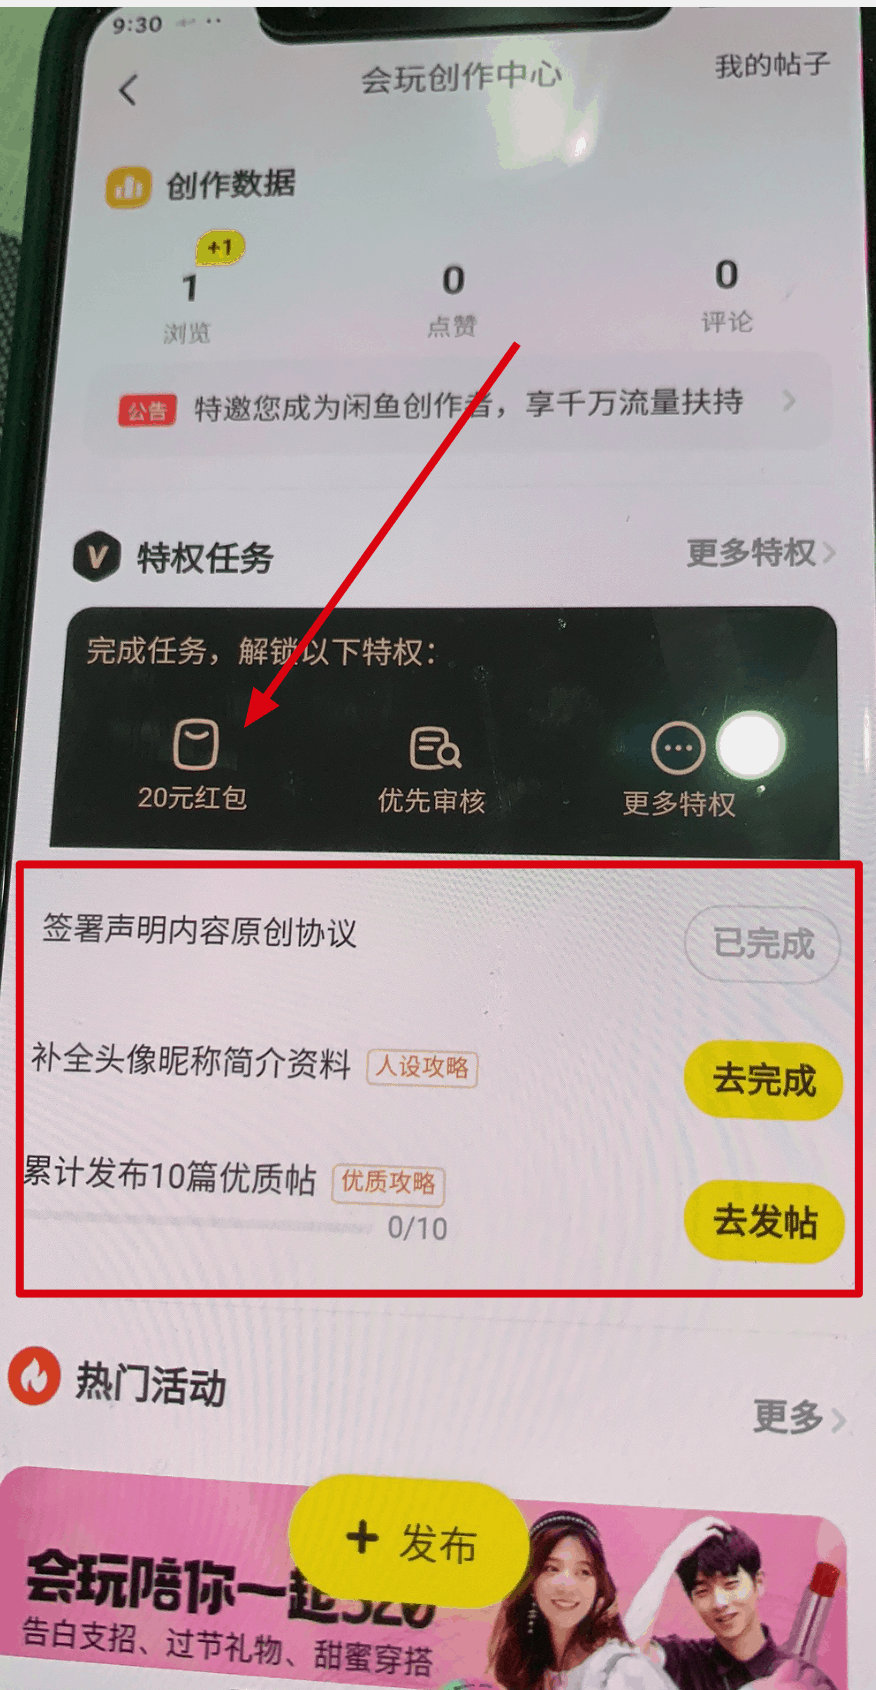 9:30
会玩创作中心
我的帖子
创作数据
+1
1
0
0
浏览
点赞
评论
公告
特邀您成为闲鱼创作者，享千万流量扶持
特权任务
更多特权
完成任务，解锁以下特权：
20元红包
优先审核
更多特权
签署声明内容原创协议
已完成
补全头像昵称简介资料
人设攻略
去完成
累计发布10篇优质帖
优质攻略
0/10
去发帖
热门活动
更多
+ 发布
会玩陪你一起520
告白支招、过节礼物、甜蜜穿搭